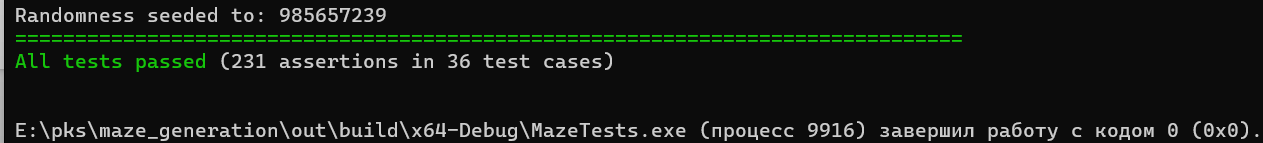 Randomness seeded to: 985657239
===============================================================================
All tests passed (231 assertions in 36 test cases)
E:\pks\maze_generation\out\build\x64-Debug\MazeTests.exe (процесс 9916) завершил работу с кодом 0 (0x0).